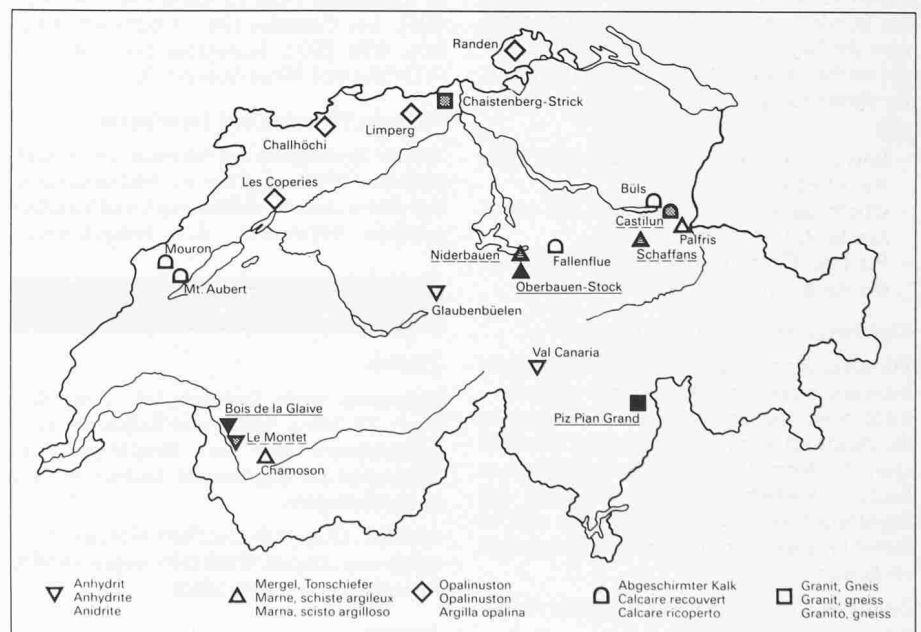 Randen
Chaistenberg-Strick
Limperg
Challhöchi
Les Coperies
Büls
Castilun
Palfris
Schaffans
Mouron
Mt. Aubert
Niderbauen
Fallenflue
Oberbauen-Stock
Glaubenbüelen
Val Canaria
Piz Pian Grand
Bois de la Glaive
Le Montet
Chamoson
Anhydrit
Anhydrite
Anidrite
Mergel, Tonschiefer
Marne, schiste argileux
Marna, scisto argilloso
Opalinuston
Opalinuston
Argilla opalina
Abgeschirmter Kalk
Calcaire recouvert
Calcare ricoperto
Granit, Gneis
Granit, gneiss
Granito, gneiss